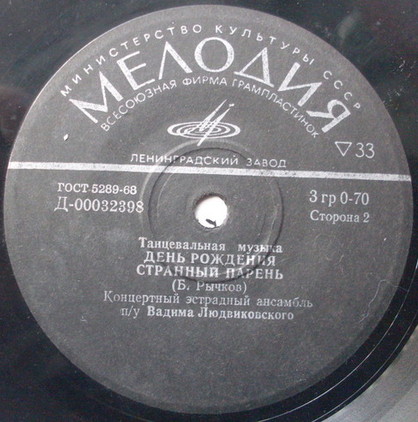 МИНИСТЕРСТВО КУЛЬТУРЫ СССР
МЕЛОДИЯ
ВСЕСОЮЗНАЯ ФИРМА ГРАМПЛАСТИНОК
ЛЕНИНГРАДСКИЙ ЗАВОД
▽33
ГОСТ 5289-68
Д-00032398
3 гр 0-70
Сторона 2
Танцевальная музыка
ДЕНЬ РОЖДЕНИЯ
СТРАННЫЙ ПАРЕНЬ
(Б. Рычков)
Концертный эстрадный ансамбль
п/у Вадима Людвиковского